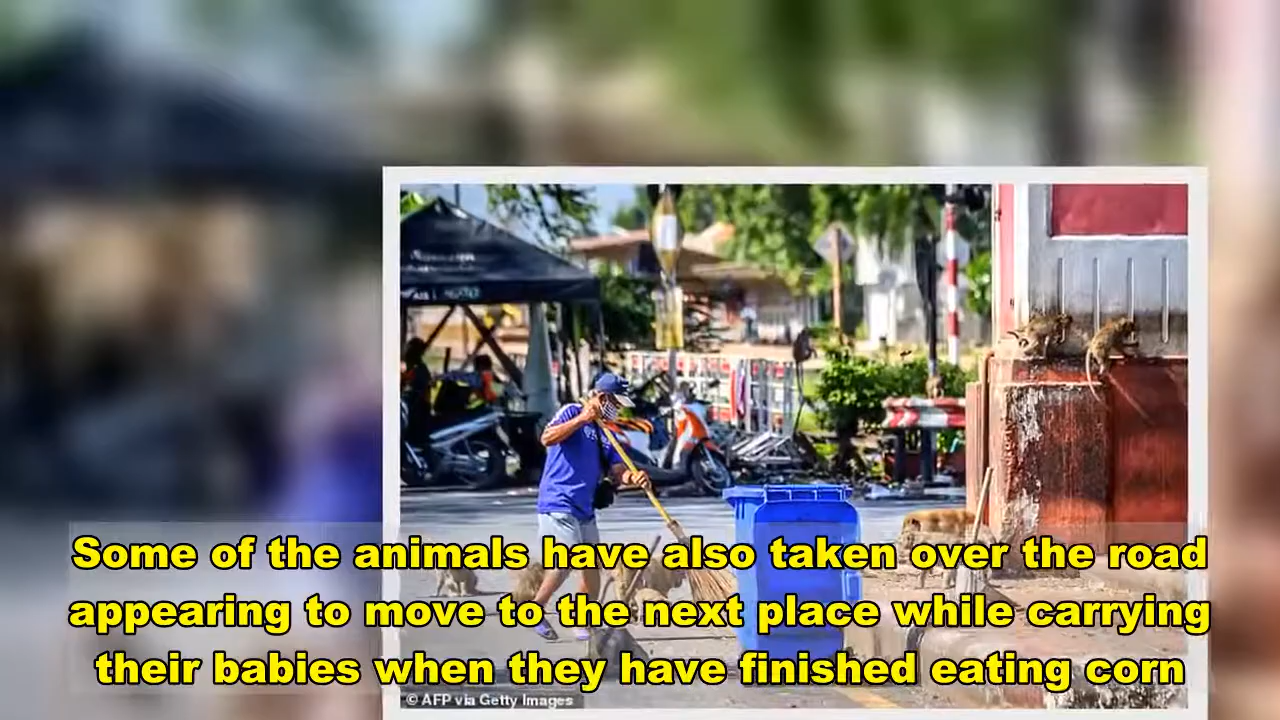 Some of the animals have also taken over the road
appearing to move to the next place while carrying
their babies when they have finished eating corn
© AFP via Getty Images